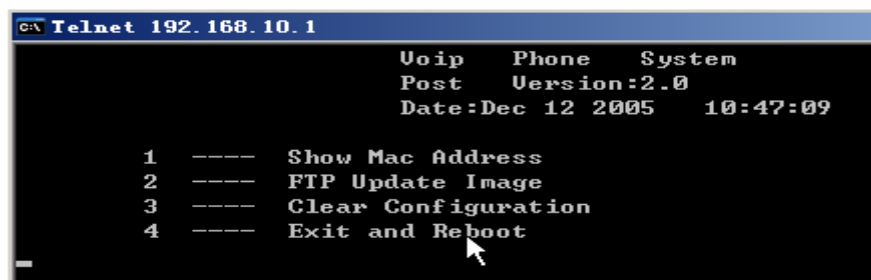 Telnet 192.168.10.1
Voip Phone System
Post Version:2.0
Date:Dec 12 2005 10:47:09
1 ---- Show Mac Address
2 ---- FTP Update Image
3 ---- Clear Configuration
4 ---- Exit and Reboot